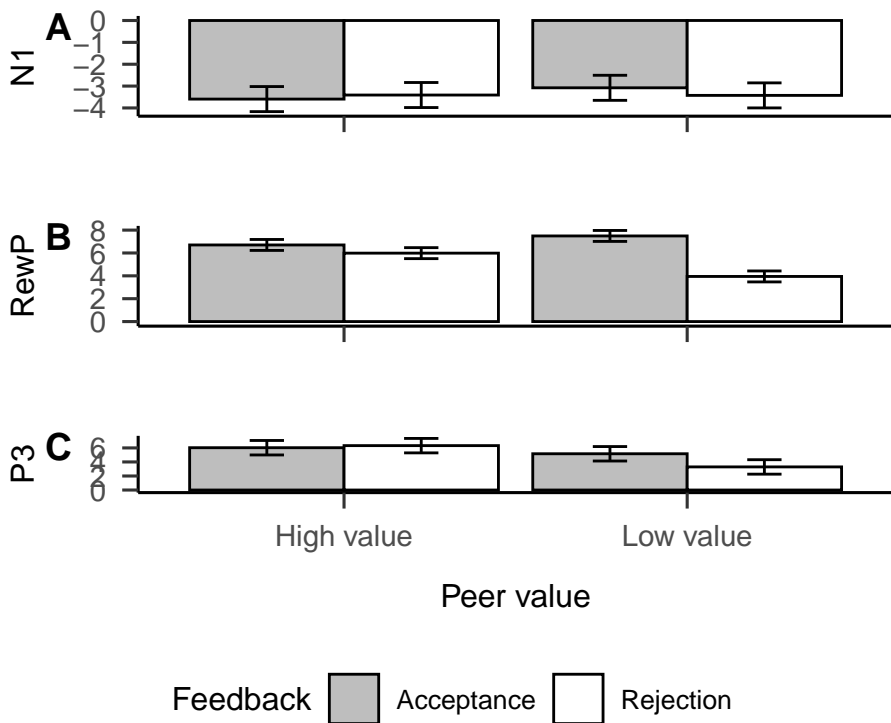 A
N1
0
−1
−2
−3
−4
B
RewP
8
6
4
2
0
C
P3
6
4
2
0
High value Low value
Peer value
Feedback Acceptance Rejection